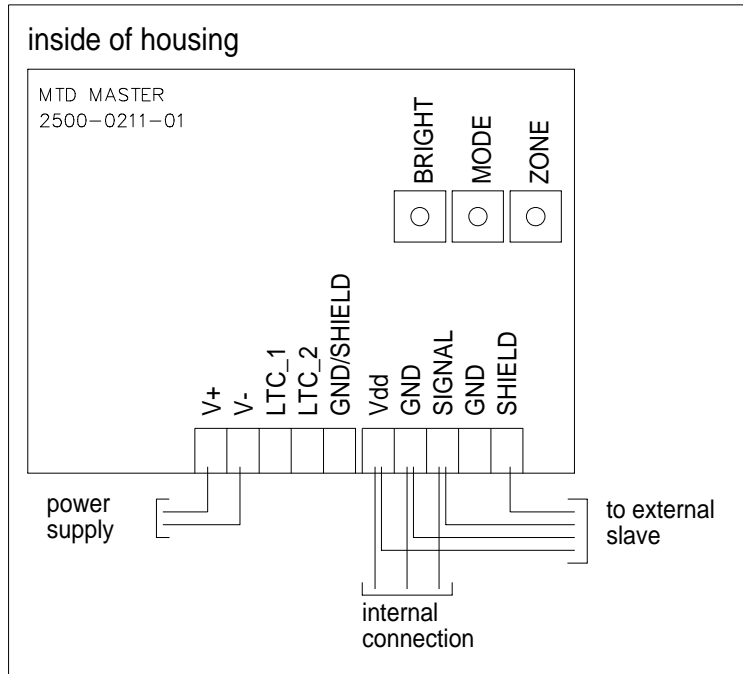 inside of housing
MTD MASTER
2500-0211-01
BRIGHT
MODE
ZONE
V+
V-
LTC_1
LTC_2
GND/SHIELD
Vdd
GND
SIGNAL
GND
SHIELD
power
supply
to external
slave
internal
connection